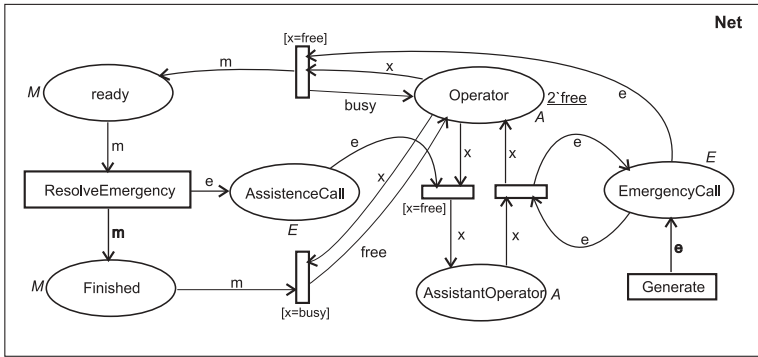 Net
[x=free]
m
x
e
M
ready
busy
Operator
2`free
A
m
e
x
x
x
e
E
ResolveEmergency
e
AssistenceCall
E
[x=free]
EmergencyCall
m
x
x
e
e
free
M
Finished
m
[x=busy]
AssistantOperator
A
Generate